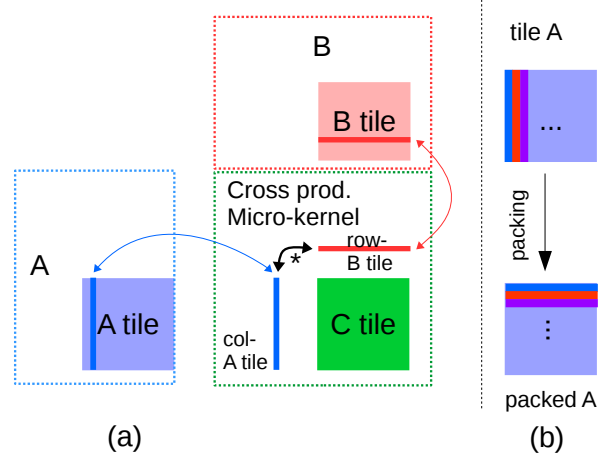 B
B tile
Cross prod.
Micro-kernel
*
row-
B tile
A
A tile
col-
A tile
C tile
(a)
tile A
...
packing
...
packed A
(b)